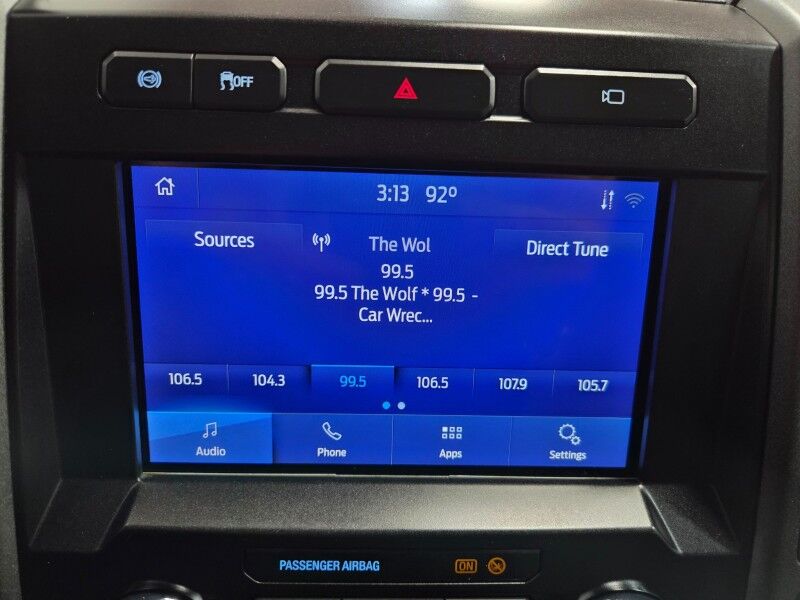 OFF
3:13 92º
Sources The Wol Direct Tune
99.5
99.5 The Wolf * 99.5 -
Car Wrec...
106.5 104.3 99.5 106.5 107.9 105.7
Audio Phone Apps Settings
PASSENGER AIRBAG ON